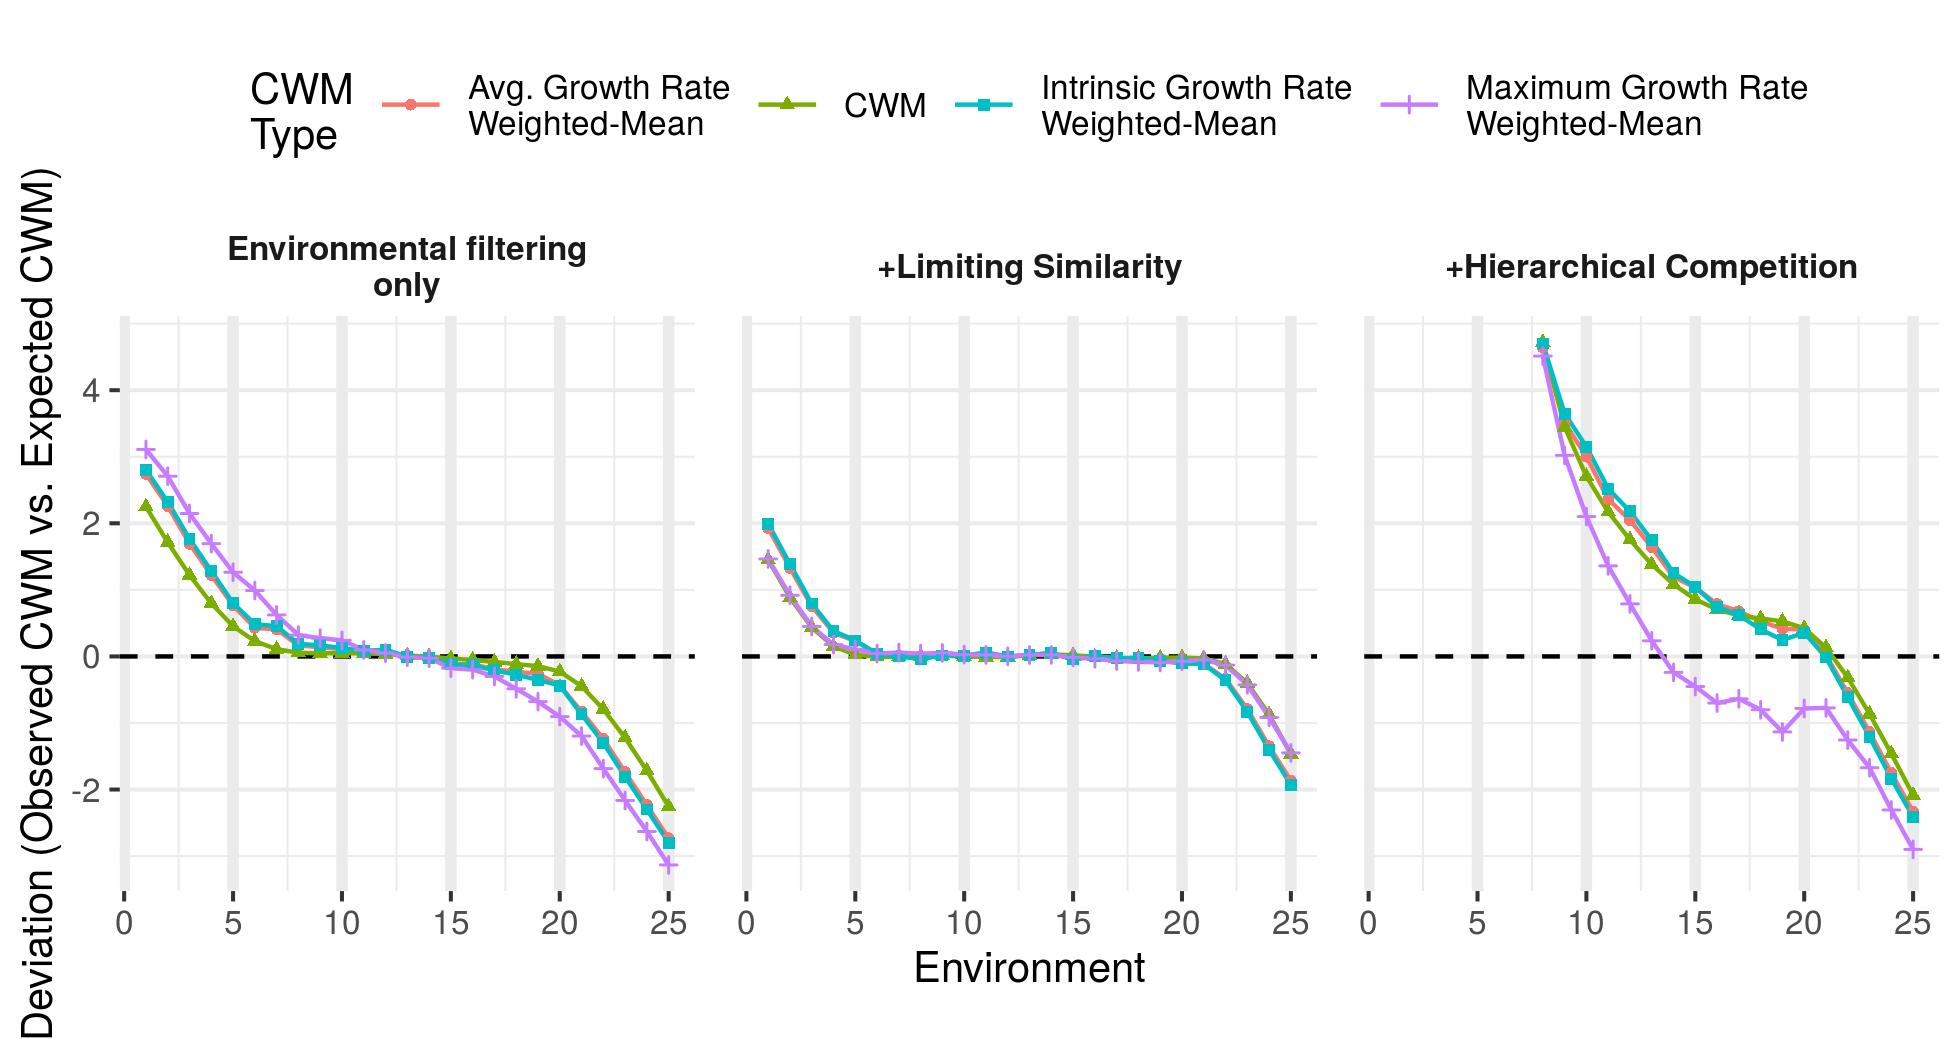 CWM
Type
Avg. Growth Rate
Weighted-Mean
CWM
Intrinsic Growth Rate
Weighted-Mean
Maximum Growth Rate
Weighted-Mean
Deviation (Observed CWM vs. Expected CWM)
Environmental filtering
only
+Limiting Similarity
+Hierarchical Competition
4
2
0
-2
0 5 10 15 20 25
0 5 10 15 20 25
0 5 10 15 20 25
Environment